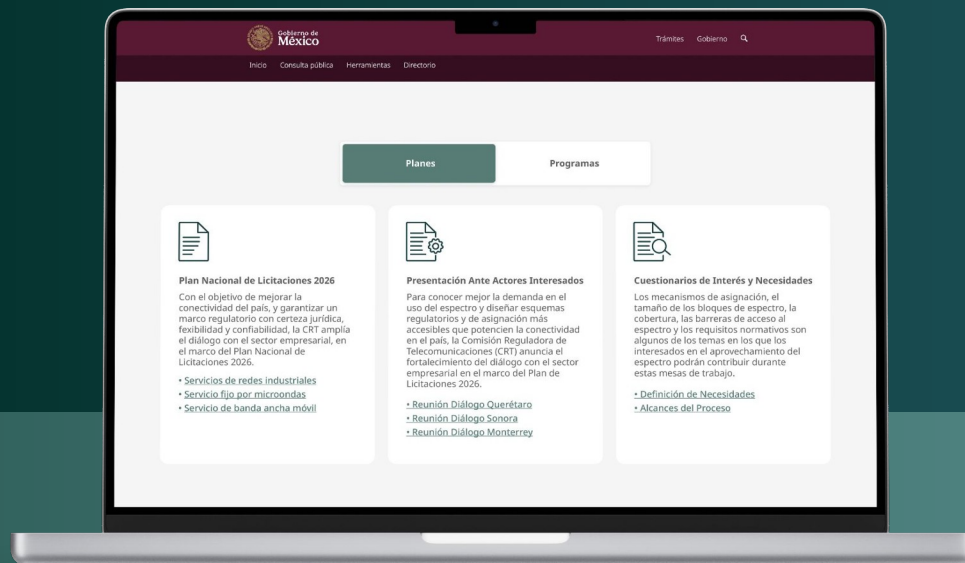 Gobierno de
México
Trámites Gobierno
Inicio Consulta pública Herramientas Directorio
Planes
Programas
Plan Nacional de Licitaciones 2026
Con el objetivo de mejorar la
conectividad del país, y garantizar un
marco regulatorio con certeza jurídica,
fexibilidad y confiabilidad, la CRT amplía
el diálogo con el sector empresarial, en
el marco del Plan Nacional de
Licitaciones 2026.
• Servicios de redes industriales
• Servicio fijo por microondas
• Servicio de banda ancha móvil
Presentación Ante Actores Interesados
Para conocer mejor la demanda en el
uso del espectro y diseñar esquemas
regulatorios y de asignación más
accesibles que potencien la conectividad
en el país, la Comisión Reguladora de
Telecomunicaciones (CRT) anuncia el
fortalecimiento del diálogo con el sector
empresarial en el marco del Plan de
Licitaciones 2026.
• Reunión Diálogo Querétaro
• Reunión Diálogo Sonora
• Reunión Diálogo Monterrey
Cuestionarios de Interés y Necesidades
Los mecanismos de asignación, el
tamaño de los bloques de espectro, la
cobertura, las barreras de acceso al
espectro y los requisitos normativos son
algunos de los temas en los que los
interesados en el aprovechamiento del
espectro podrán contribuir durante
estas mesas de trabajo.
• Definición de Necesidades
• Alcances del Proceso